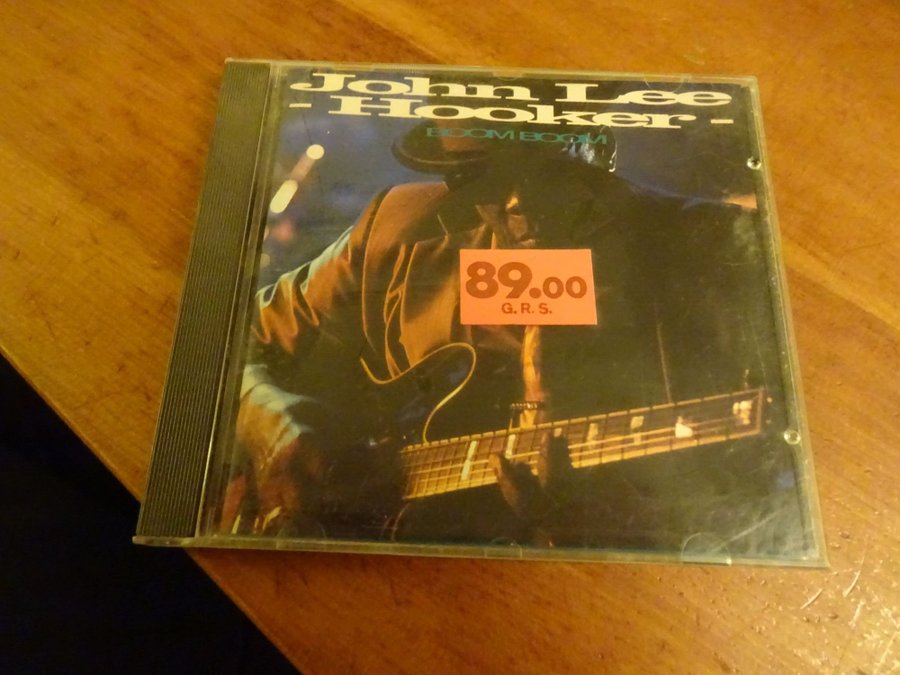 John Lee
- Hooker -
BOOM BOOM
89.00
G.R.S.